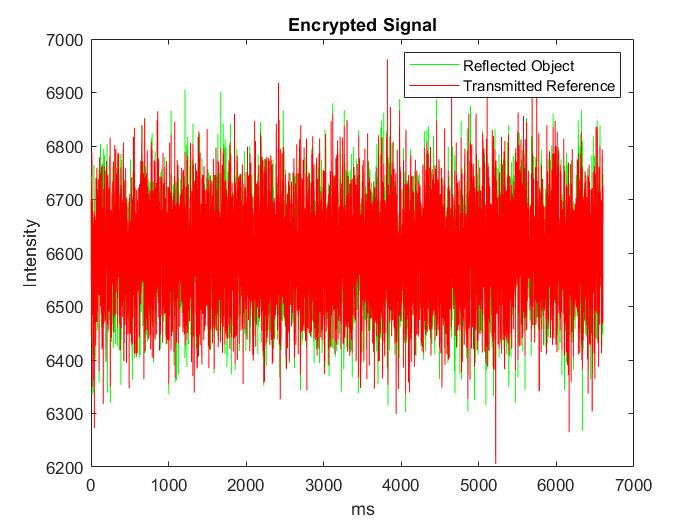 Encrypted Signal
7000
6900
6800
6700
6600
6500
6400
6300
6200
Intensity
Reflected Object
Transmitted Reference
0 1000 2000 3000 4000 5000 6000 7000
ms